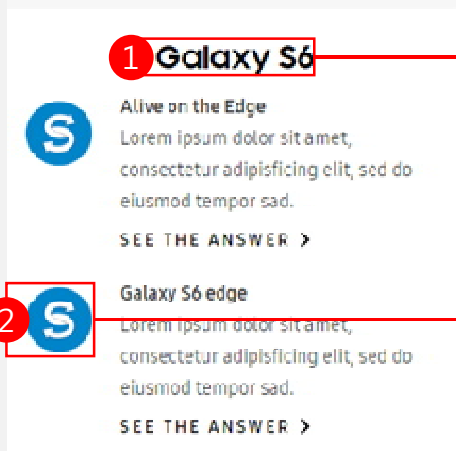 1 Galaxy S6
Alive on the Edge
S Lorem ipsum dolor sit amet,
consectetur adipisficing elit, sed do
eiusmod tempor sad.
SEE THE ANSWER >
Galaxy S6 edge
2 S Lorem ipsum dolor sit amet,
consectetur adipisficing elit, sed do
eiusmod tempor sad.
SEE THE ANSWER >